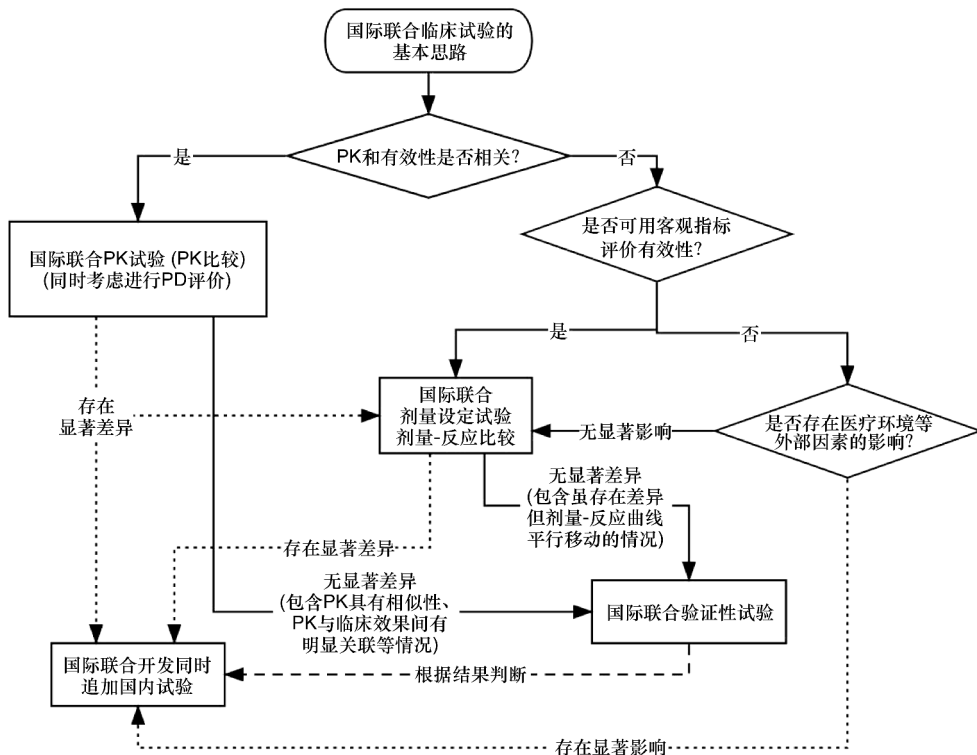 国际联合临床试验的
基本思路
PK和有效性是否相关？
是
否
国际联合PK试验 (PK比较)
(同时考虑进行PD评价)
是否可用客观指标
评价有效性？
是
否
存在
显著差异
国际联合
剂量设定试验
剂量-反应比较
无显著影响
是否存在医疗环境等
外部因素的影响？
无显著差异
(包含虽存在差异
但剂量-反应曲线
平行移动的情况)
存在显著差异
无显著差异
(包含PK具有相似性、
PK与临床效果间有
明显关联等情况)
国际联合验证性试验
国际联合开发同时
追加国内试验
根据结果判断
存在显著影响